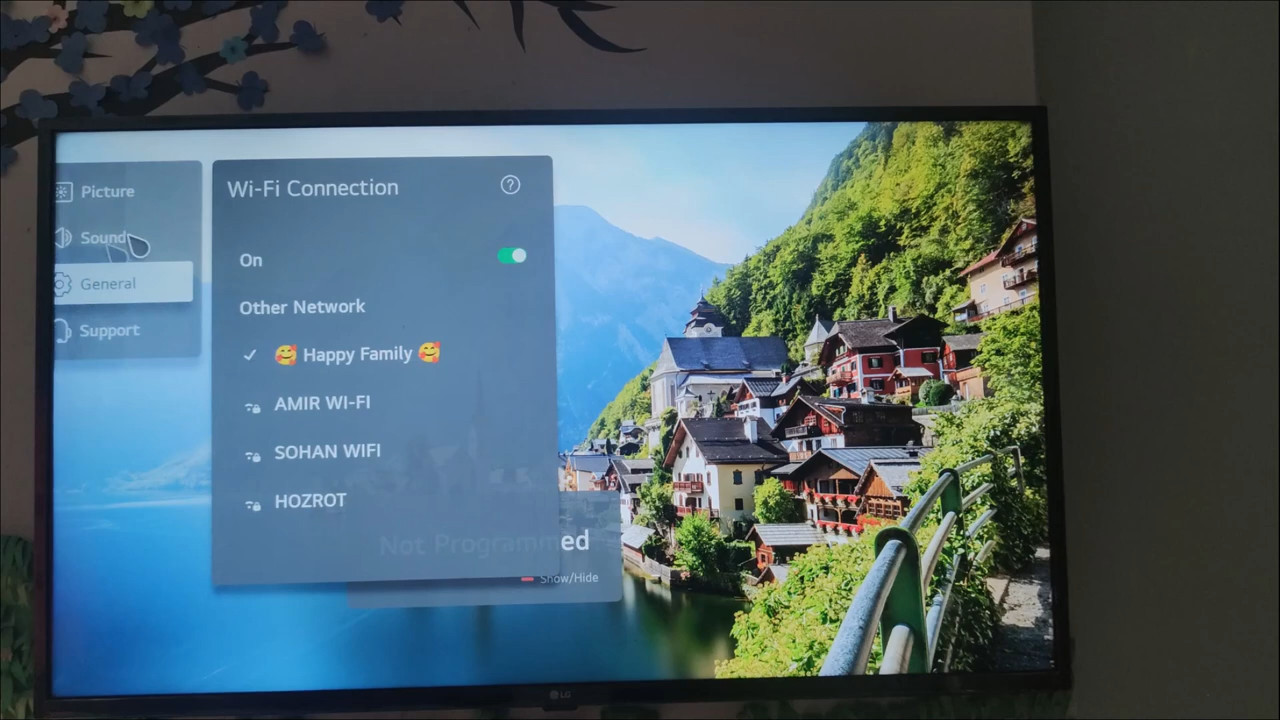 Picture
Sound
General
Support
Wi-Fi Connection
?
On
Other Network
🥰 Happy Family 🥰
AMIR WI-FI
SOHAN WIFI
HOZROT
Not Programmed
Show/Hide
LG